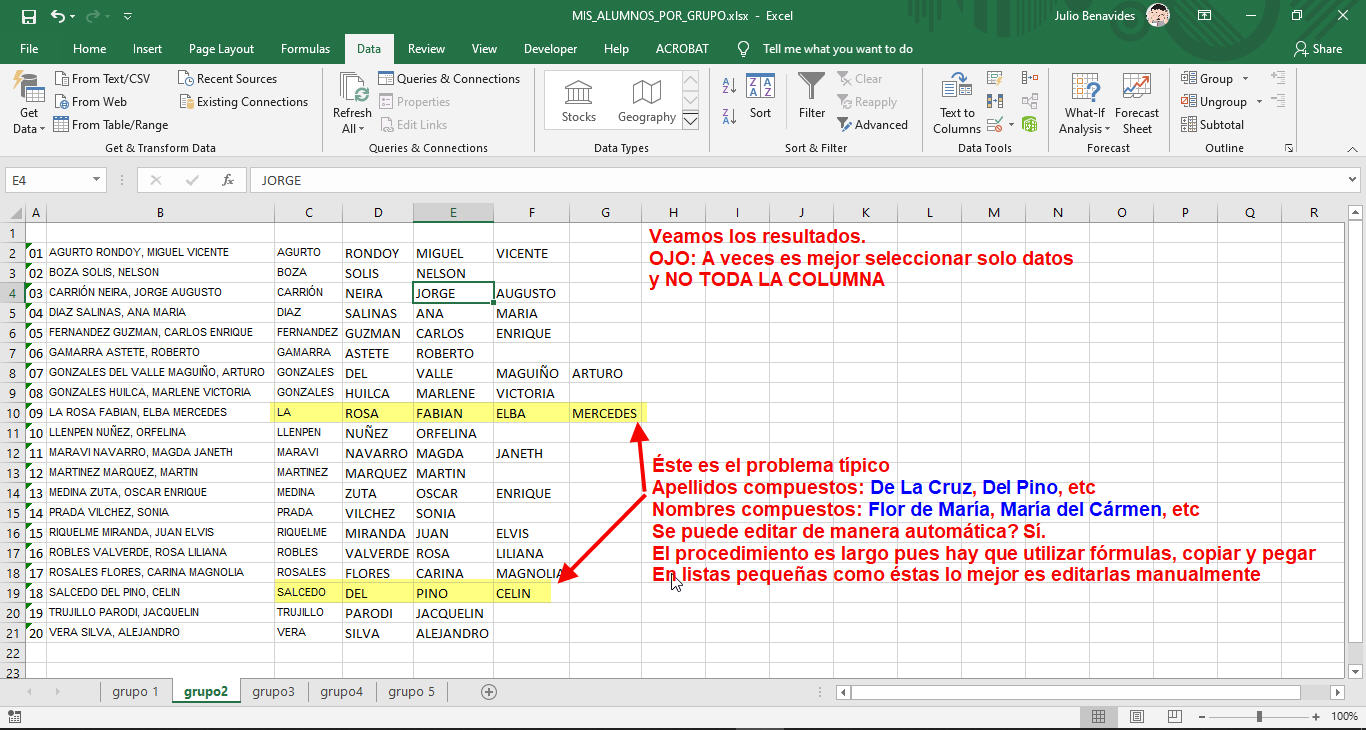 MIS_ALUMNOS_POR_GRUPO.xlsx - Excel
Julio Benavides
File Home Insert Page Layout Formulas Data Review View Developer Help ACROBAT Tell me what you want to do Share
Get Data
From Text/CSV
From Web
From Table/Range
Recent Sources
Existing Connections
Get & Transform Data
Refresh All
Queries & Connections
Properties
Edit Links
Queries & Connections
Stocks
Geography
Data Types
Sort
Filter
Clear
Reapply
Advanced
Sort & Filter
Text to Columns
Data Tools
What-If Analysis
Forecast Sheet
Forecast
Group
Ungroup
Subtotal
Outline
E4 fx JORGE
A B C D E F G H I J K L M N O P Q R
1
2 01 AGURTO RONDOY, MIGUEL VICENTE AGURTO RONDOY MIGUEL VICENTE
3 02 BOZA SOLIS, NELSON BOZA SOLIS NELSON
4 03 CARRIÓN NEIRA, JORGE AUGUSTO CARRIÓN NEIRA JORGE AUGUSTO
5 04 DIAZ SALINAS, ANA MARIA DIAZ SALINAS ANA MARIA
6 05 FERNANDEZ GUZMAN, CARLOS ENRIQUE FERNANDEZ GUZMAN CARLOS ENRIQUE
7 06 GAMARRA ASTETE, ROBERTO GAMARRA ASTETE ROBERTO
8 07 GONZALES DEL VALLE MAGUIÑO, ARTURO GONZALES DEL VALLE MAGUIÑO ARTURO
9 08 GONZALES HUILCA, MARLENE VICTORIA GONZALES HUILCA MARLENE VICTORIA
10 09 LA ROSA FABIAN, ELBA MERCEDES LA ROSA FABIAN ELBA MERCEDES
11 10 LLENPEN NUÑEZ, ORFELINA LLENPEN NUÑEZ ORFELINA
12 11 MARAVI NAVARRO, MAGDA JANETH MARAVI NAVARRO MAGDA JANETH
13 12 MARTINEZ MARQUEZ, MARTIN MARTINEZ MARQUEZ MARTIN
14 13 MEDINA ZUTA, OSCAR ENRIQUE MEDINA ZUTA OSCAR ENRIQUE
15 14 PRADA VILCHEZ, SONIA PRADA VILCHEZ SONIA
16 15 RIQUELME MIRANDA, JUAN ELVIS RIQUELME MIRANDA JUAN ELVIS
17 16 ROBLES VALVERDE, ROSA LILIANA ROBLES VALVERDE ROSA LILIANA
18 17 ROSALES FLORES, CARINA MAGNOLIA ROSALES FLORES CARINA MAGNOLIA
19 18 SALCEDO DEL PINO, CELIN SALCEDO DEL PINO CELIN
20 19 TRUJILLO PARODI, JACQUELIN TRUJILLO PARODI JACQUELIN
21 20 VERA SILVA, ALEJANDRO VERA SILVA ALEJANDRO
22
23
Veamos los resultados.
OJO: A veces es mejor seleccionar solo datos
y NO TODA LA COLUMNA
Éste es el problema típico
Apellidos compuestos: De La Cruz, Del Pino, etc
Nombres compuestos: Flor de María, María del Cármen, etc
Se puede editar de manera automática? Sí.
El procedimiento es largo pues hay que utilizar fórmulas, copiar y pegar
En listas pequeñas como éstas lo mejor es editarlas manualmente
grupo 1 grupo2 grupo3 grupo4 grupo 5
100%